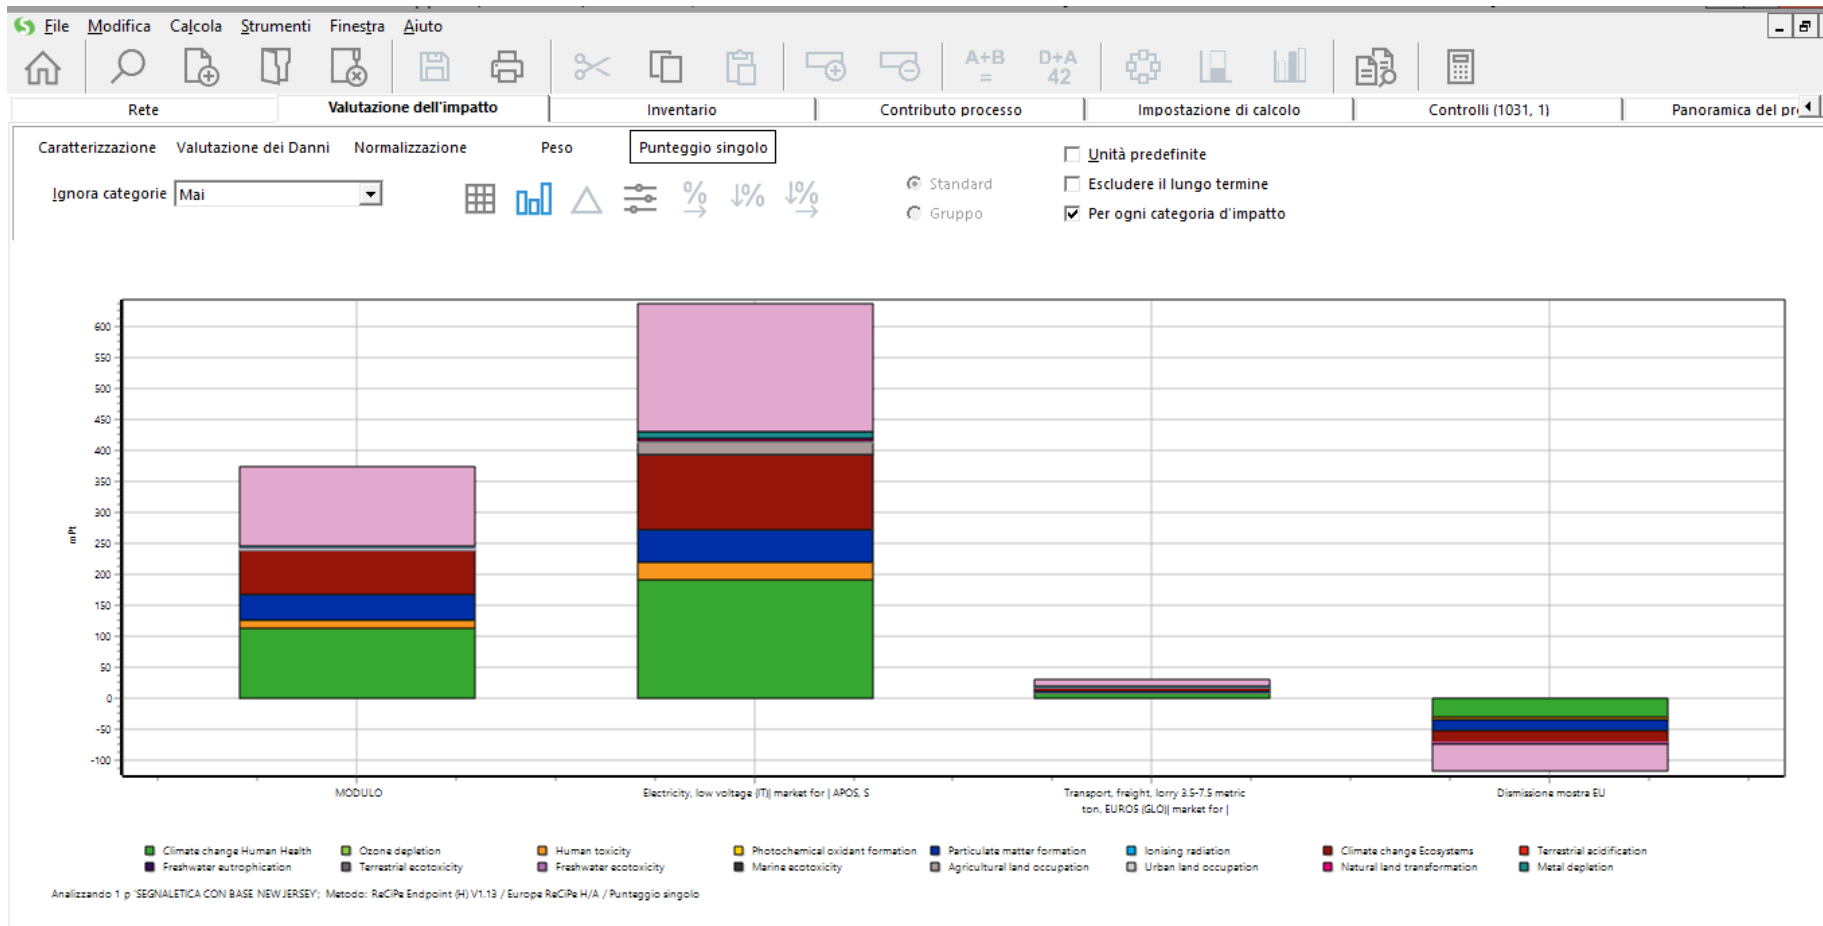 File Modifica Calcola Strumenti Finestra Aiuto
A+B
=
D+A
42
Rete Valutazione dell'impatto Inventario Contributo processo Impostazione di calcolo Controlli (1031, 1) Panoramica del pr
Caratterizzazione Valutazione dei Danni Normalizzazione Peso Punteggio singolo
Ignora categorie Mai
% ↓% ↓%
Standard
Gruppo
Unità predefinite
Escludere il lungo termine
Per ogni categoria d'impatto
600
550
500
450
400
350
300
250
200
150
100
50
0
-50
-100
mPt
MODULO
Electricity, low voltage {IT}| market for | APOS, S
Transport, freight, lorry 3.5-7.5 metric
ton, EURO5 {GLO}| market for |
Dismissione mostra EU
Climate change Human Health Ozone depletion Human toxicity Photochemical oxidant formation Particulate matter formation Ionising radiation Climate change Ecosystems Terrestrial acidification
Freshwater eutrophication Terrestrial ecotoxicity Freshwater ecotoxicity Marine ecotoxicity Agricultural land occupation Urban land occupation Natural land transformation Metal depletion
Analizzando 1 p 'SEGNALETICA CON BASE NEW JERSEY'; Metodo: ReCiPe Endpoint (H) V1.13 / Europe ReCiPe H/A / Punteggio singolo